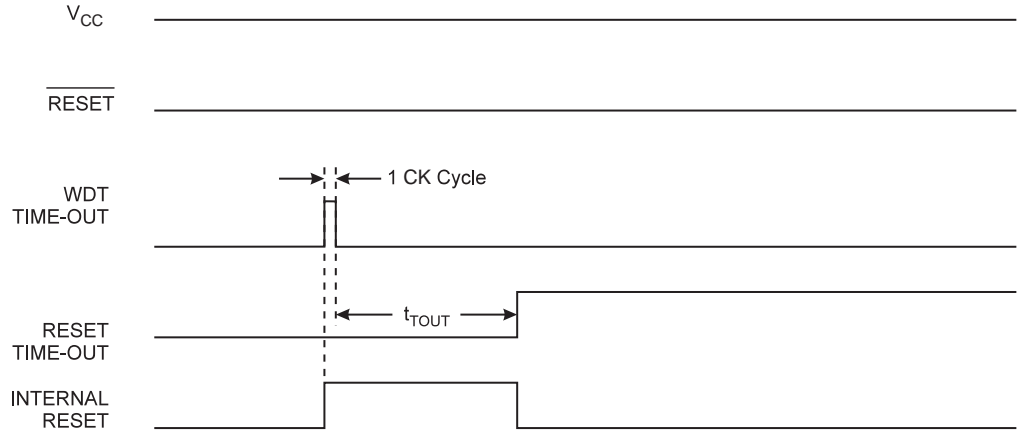 VCC
RESET
1 CK Cycle
WDT
TIME-OUT
tTOUT
RESET
TIME-OUT
INTERNAL
RESET